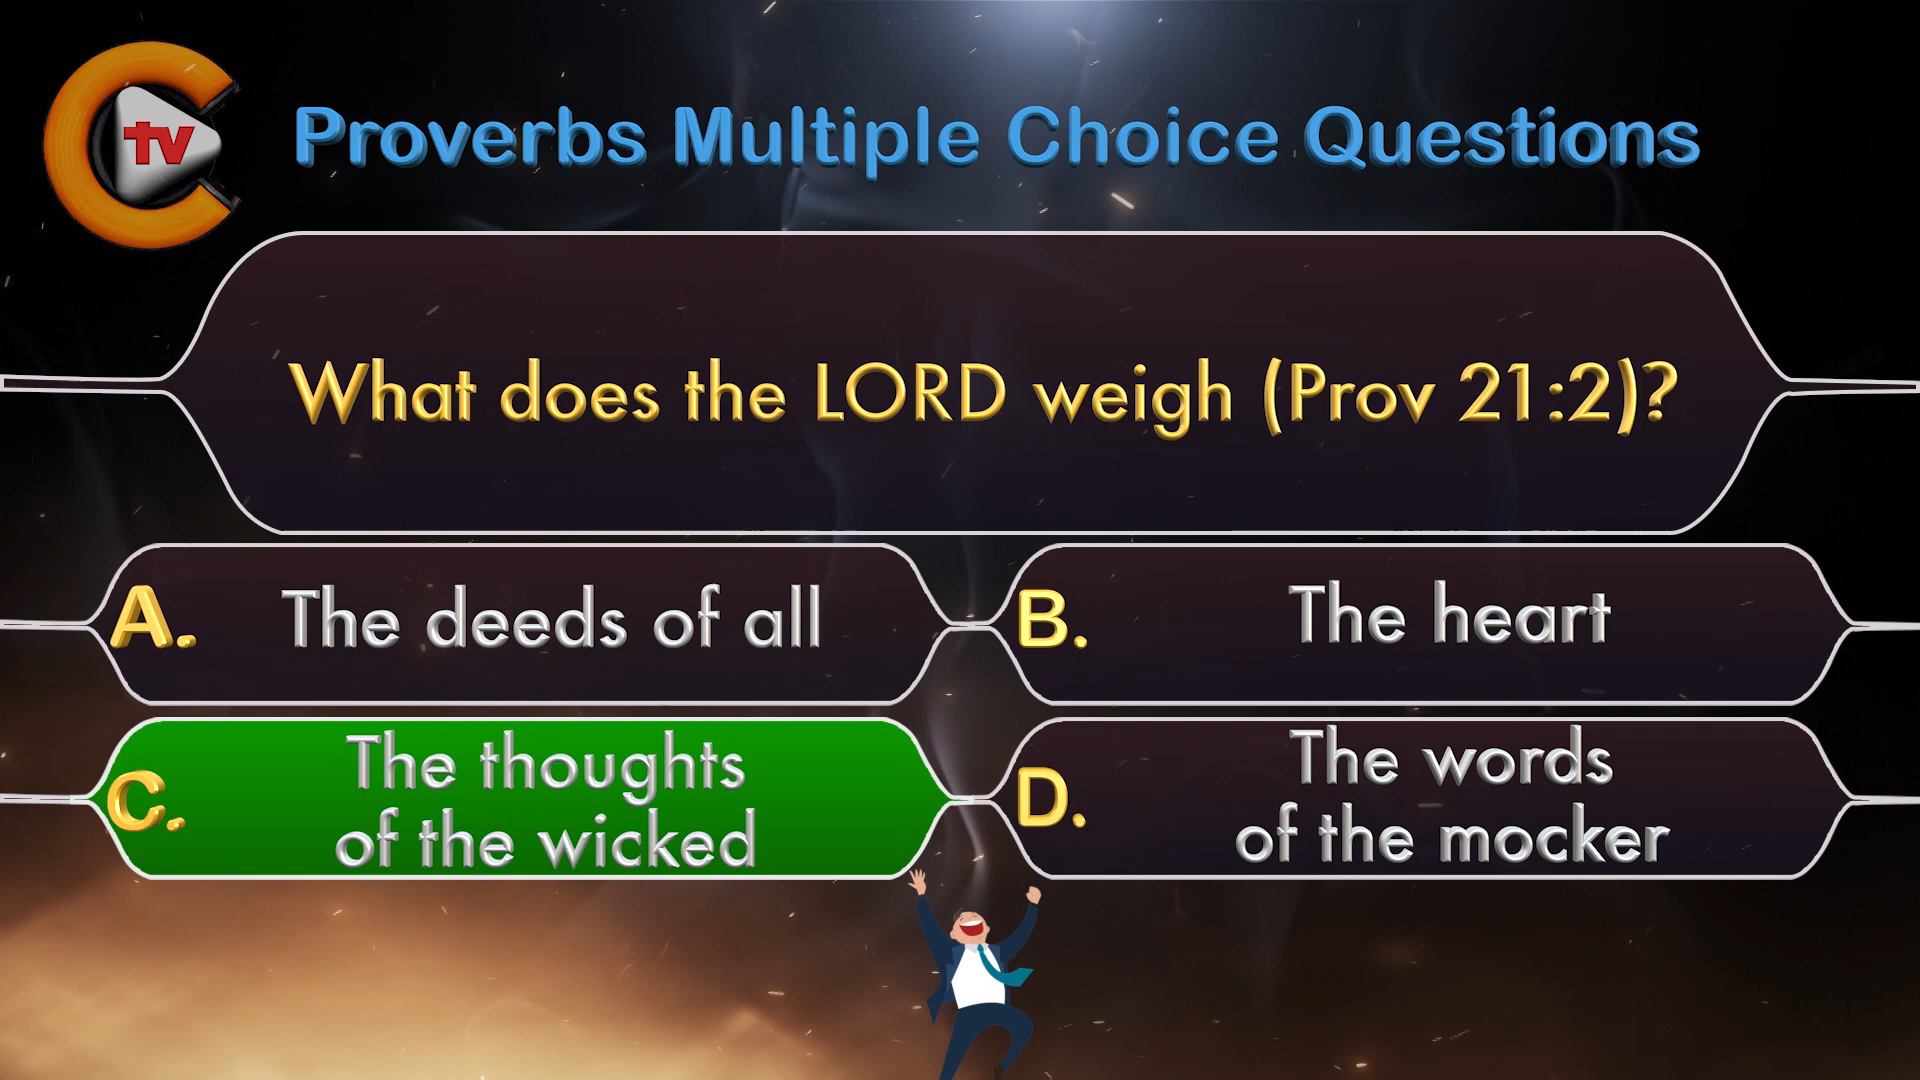 tv
Proverbs Multiple Choice Questions
What does the LORD weigh (Prov 21:2)?
A. The deeds of all
B. The heart
C. The thoughts
of the wicked
D. The words
of the mocker